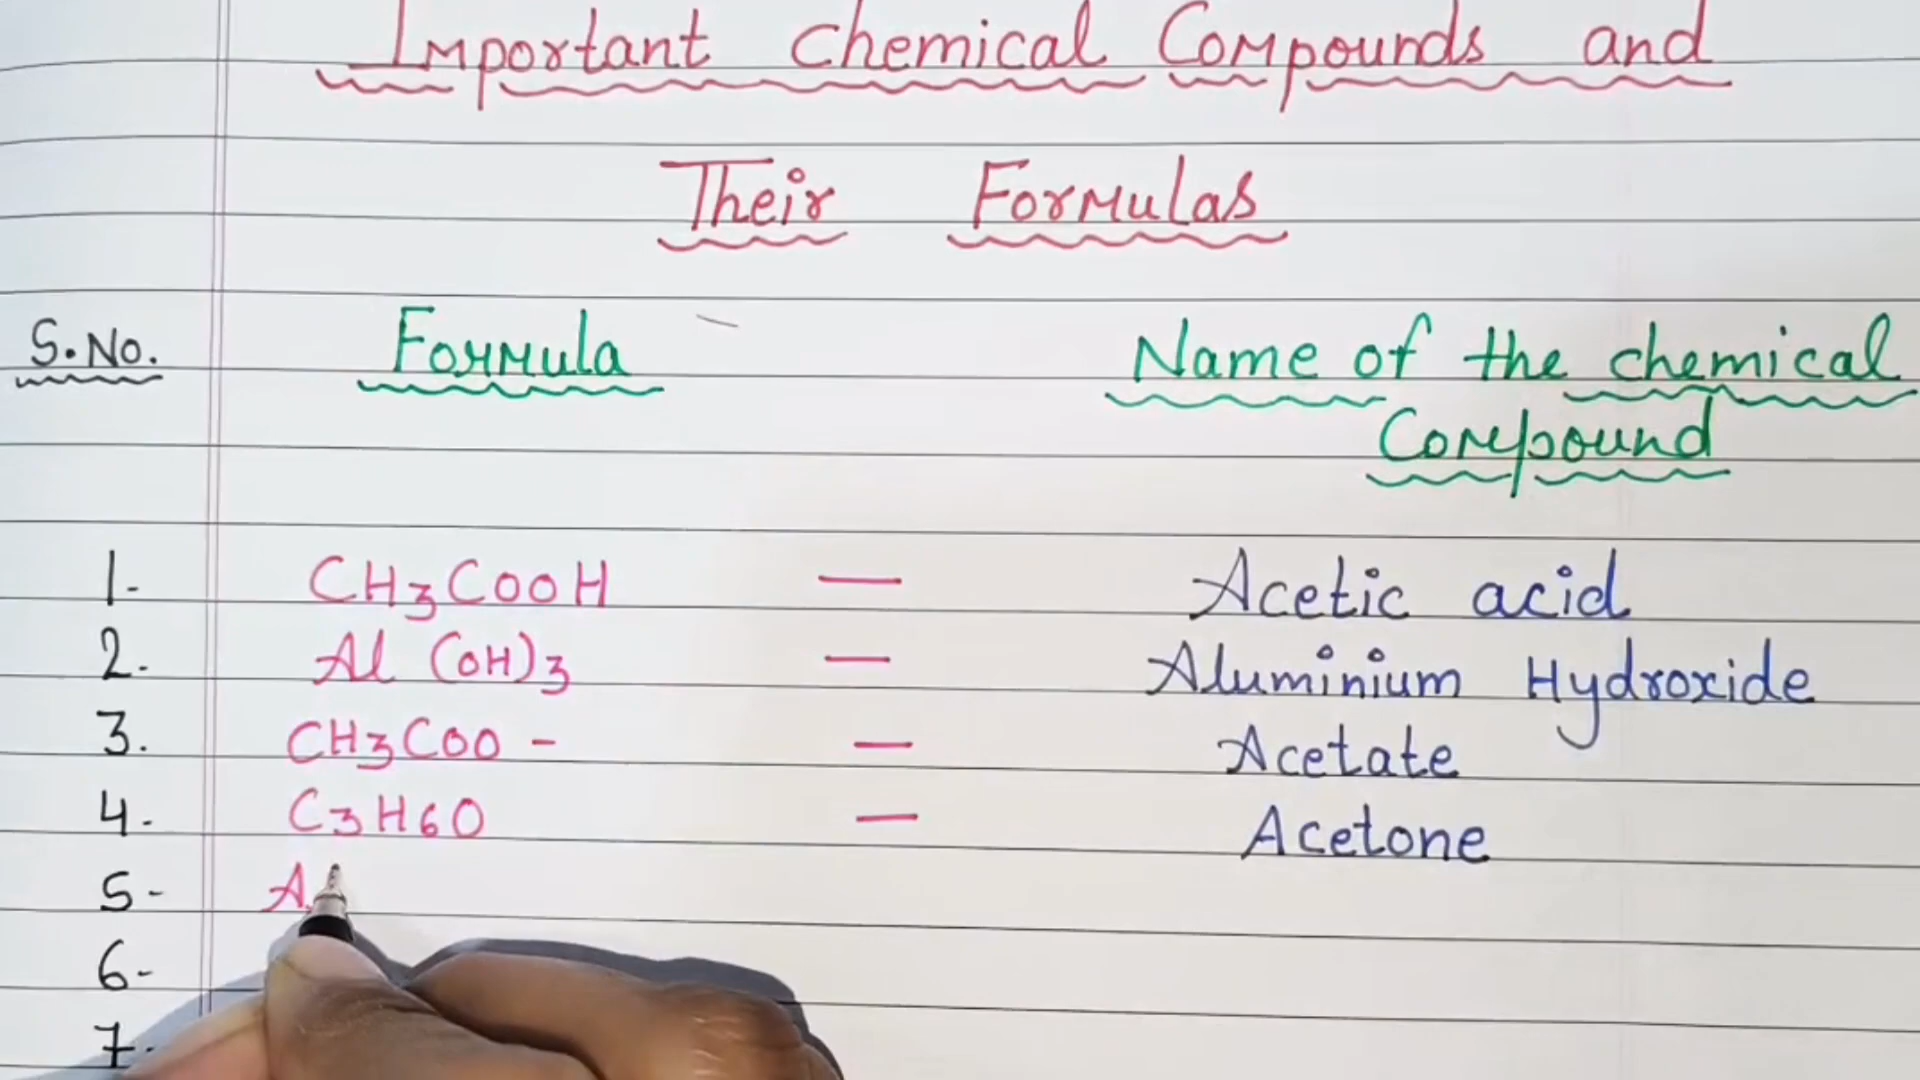 Important Chemical Compounds and
Their Formulas
S.No. Formula Name of the chemical
Compound
1. CH3COOH — Acetic acid
2. Al (OH)3 — Aluminium Hydroxide
3. CH3COO - — Acetate
4. C3H6O — Acetone
5- A
6-
7.